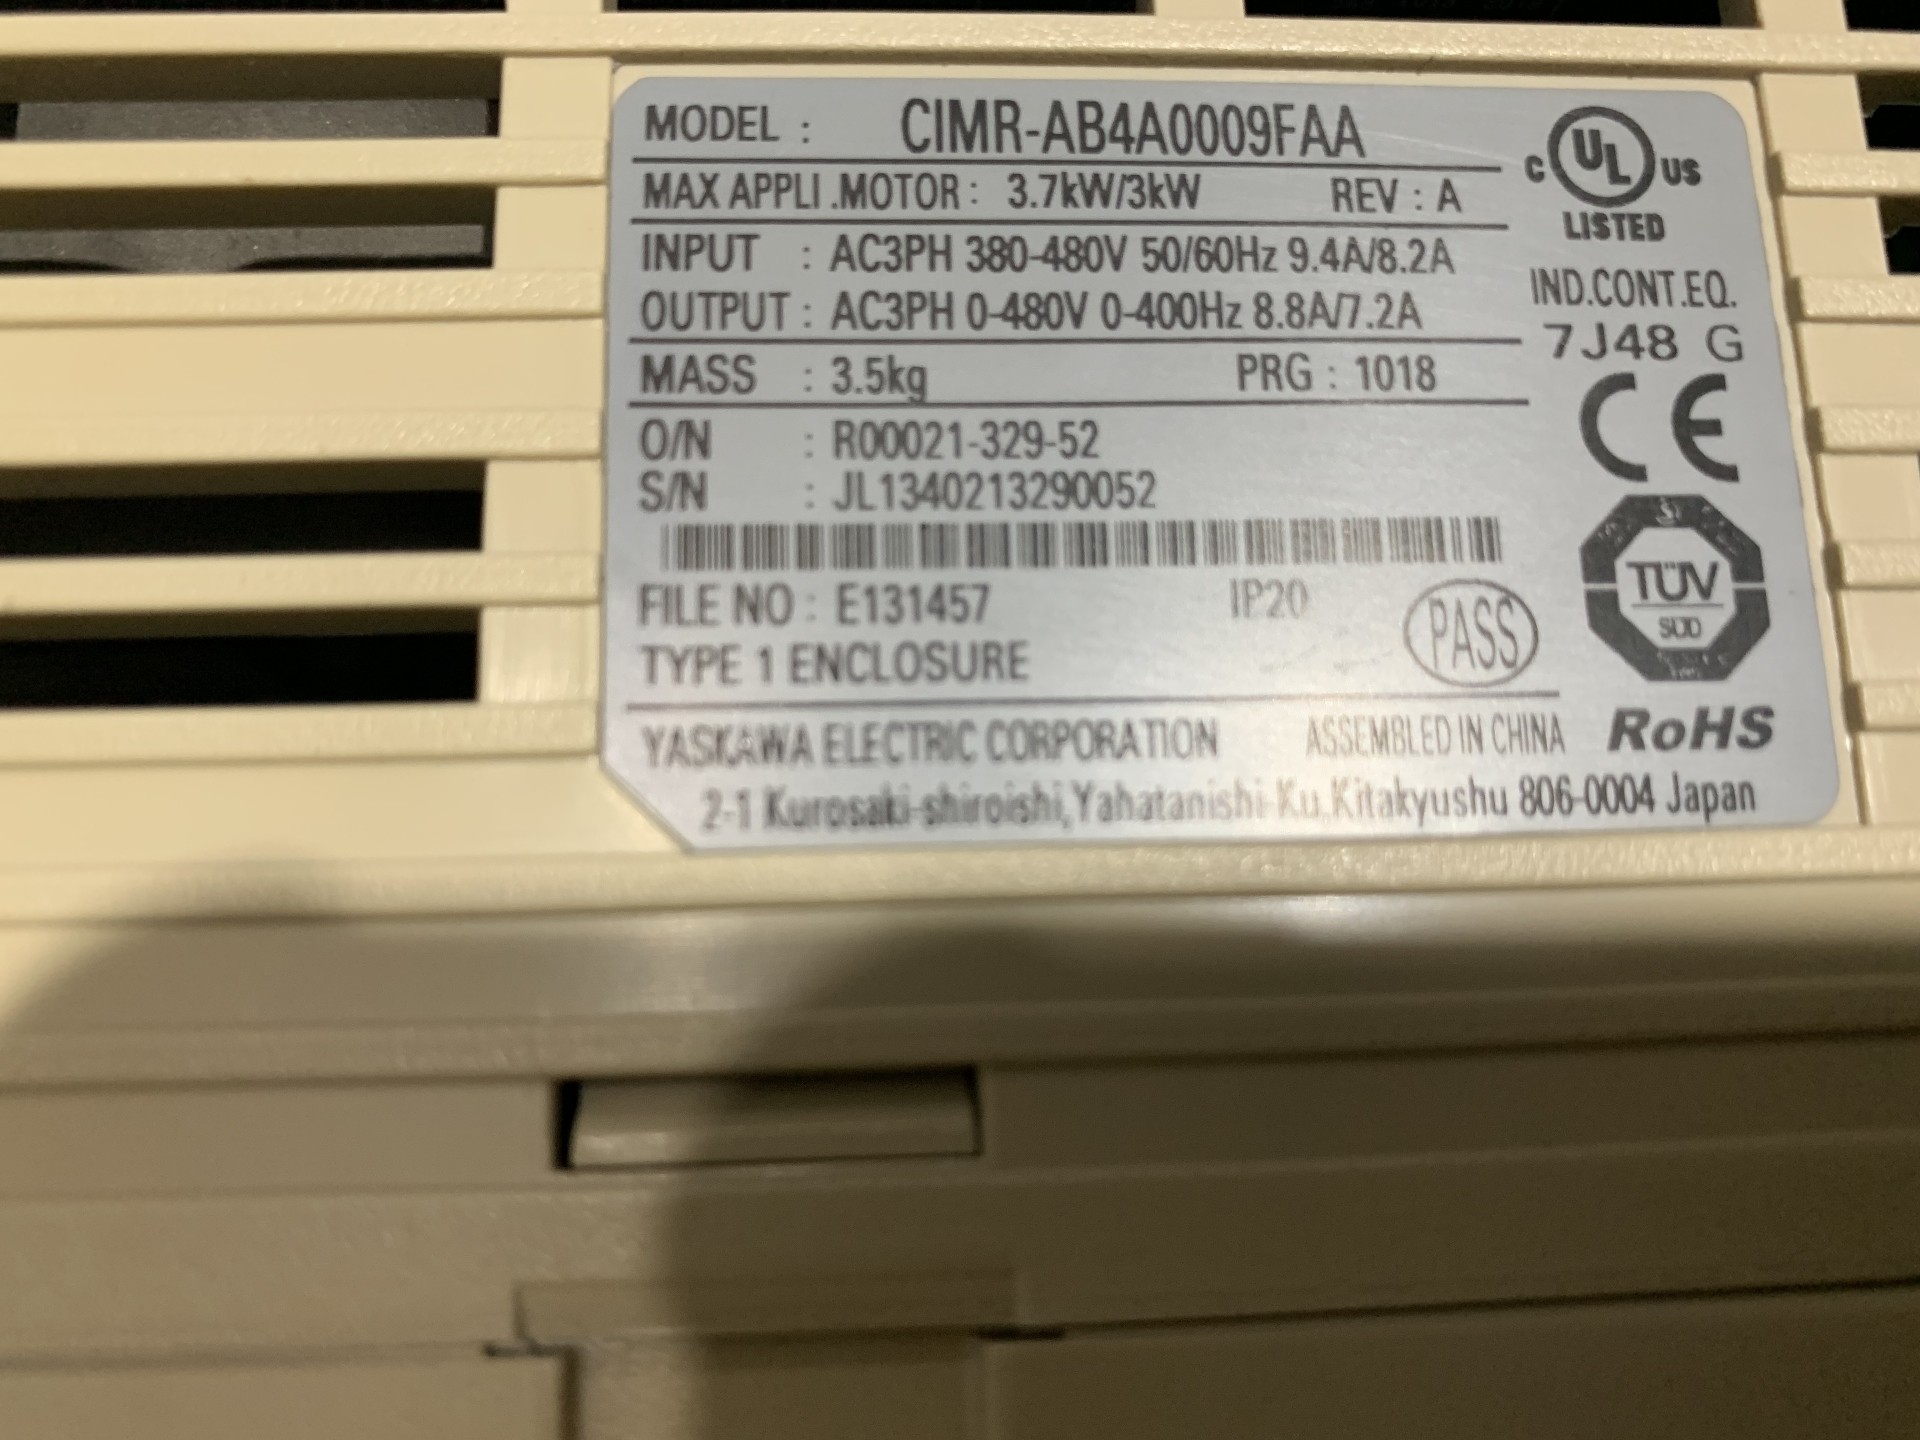 MODEL : CIMR-AB4A0009FAA
MAX APPLI .MOTOR : 3.7kW/3kW REV : A
INPUT : AC3PH 380-480V 50/60Hz 9.4A/8.2A
OUTPUT : AC3PH 0-480V 0-400Hz 8.8A/7.2A
MASS : 3.5kg PRG : 1018
O/N : R00021-329-52
S/N : JL1340213290052
FILE NO : E131457 IP20
TYPE 1 ENCLOSURE
PASS
YASKAWA ELECTRIC CORPORATION ASSEMBLED IN CHINA
2-1 Kurosaki-shiroishi,Yahatanishi-Ku,Kitakyushu 806-0004 Japan
C UL US
LISTED
IND.CONT.EQ.
7J48 G
CE
TÜV
SÜD
RoHS